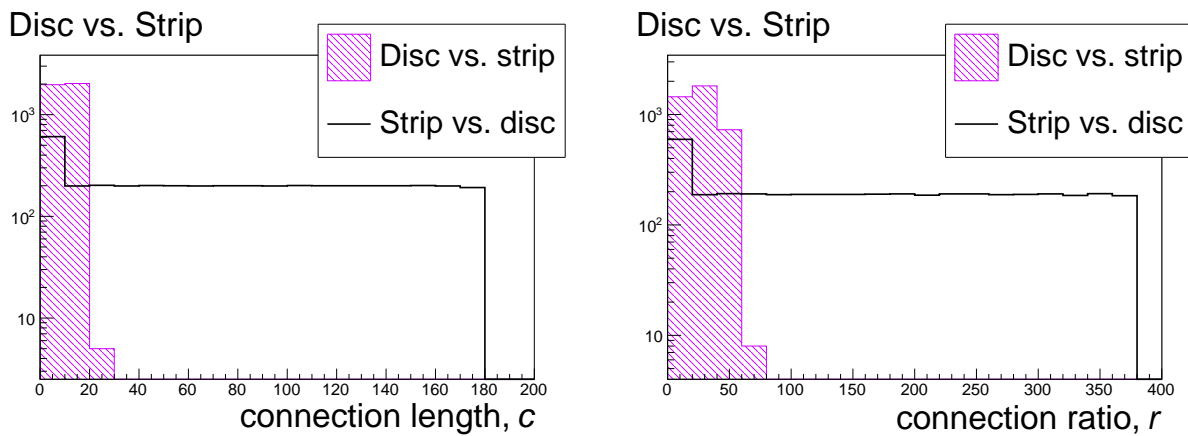 Disc vs. Strip
Disc vs. strip
Strip vs. disc
10³
10²
10
0 20 40 60 80 100 120 140 160 180 200
connection length, c
Disc vs. Strip
Disc vs. strip
Strip vs. disc
10³
10²
10
0 50 100 150 200 250 300 350 400
connection ratio, r